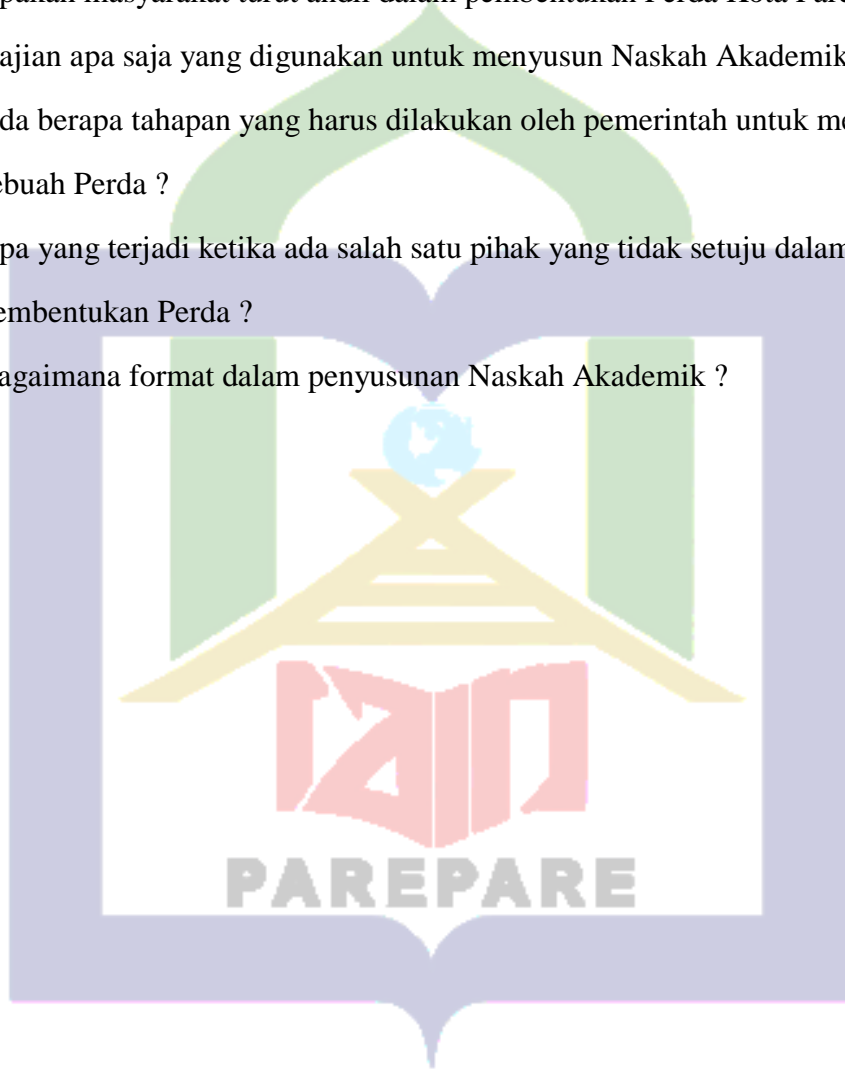 pakah masyarakat turut andil dalam pembentukan Perda Kota Pare
ajian apa saja yang digunakan untuk menyusun Naskah Akademik
da berapa tahapan yang harus dilakukan oleh pemerintah untuk me
ebuah Perda ?
pa yang terjadi ketika ada salah satu pihak yang tidak setuju dalam
embentukan Perda ?
agaimana format dalam penyusunan Naskah Akademik ?
iain
PAREPARE